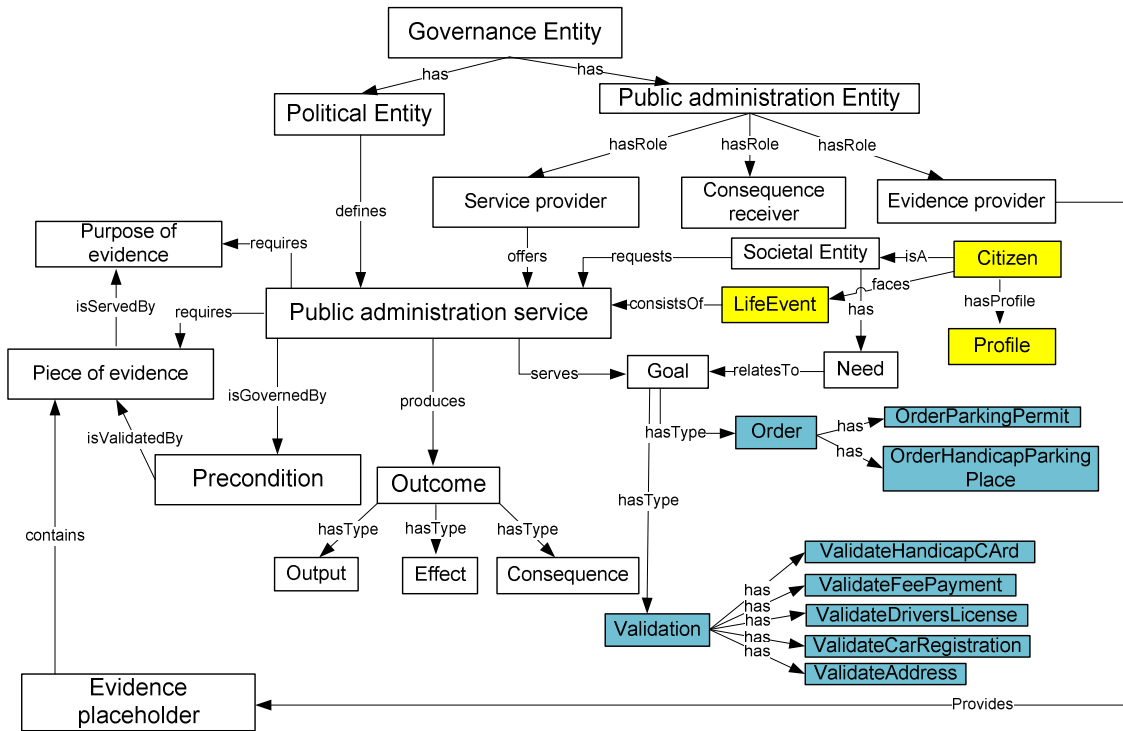 Governance Entity
has
has
Political Entity
Public administration Entity
hasRole
hasRole
hasRole
Service provider
Consequence
receiver
Evidence provider
defines
Purpose of
evidence
requires
offers
requests
Societal Entity
isA
Citizen
faces
hasProfile
isServedBy
requires
Public administration service
consistsOf
LifeEvent
has
Profile
Piece of evidence
serves
Goal
relatesTo
Need
isGovernedBy
produces
isValidatedBy
hasType
Order
has
OrderParkingPermit
has
OrderHandicapParking
Place
Precondition
Outcome
hasType
contains
hasType
hasType
hasType
Output
Effect
Consequence
ValidateHandicapCArd
has
ValidateFeePayment
has
Validation
has
ValidateDriversLicense
has
ValidateCarRegistration
has
ValidateAddress
Evidence
placeholder
Provides